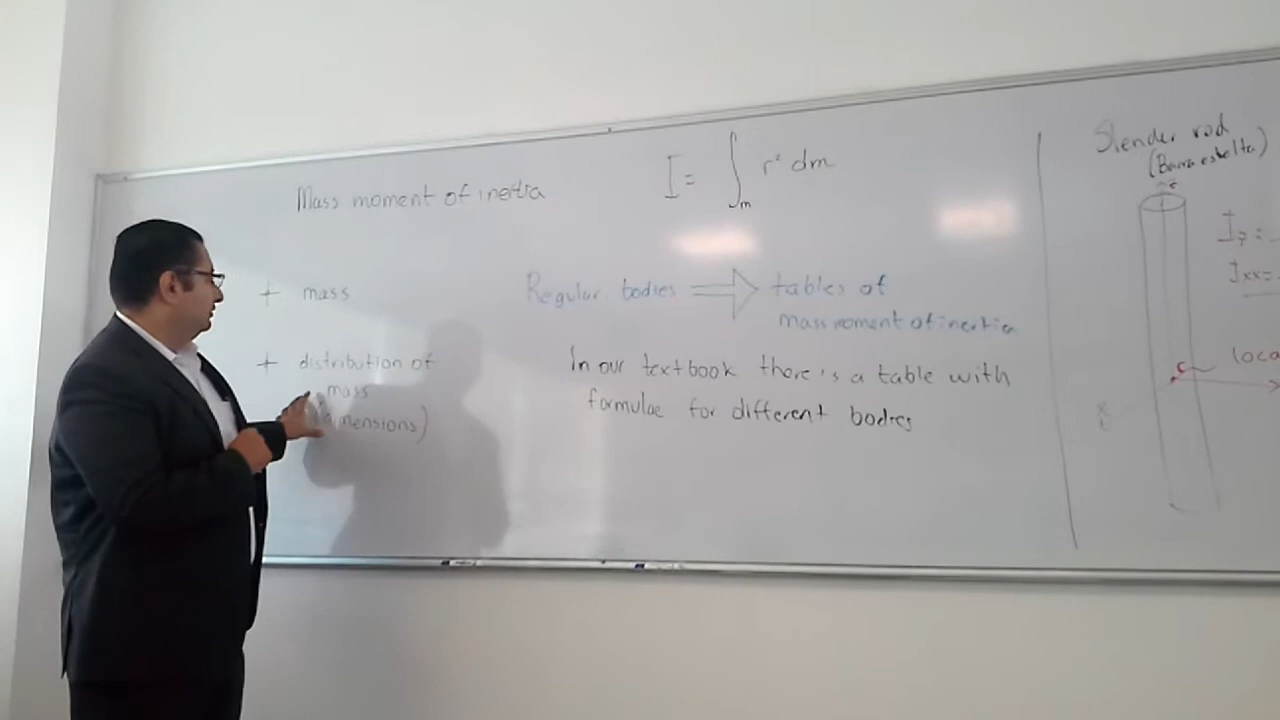 Mass moment of inertia
I = ∫m r² dm
+ mass
+ distribution of
mass
(dimensions)
Regular bodies ⇒ tables of
mass moment of inertia
In our textbook there's a table with
formulae for different bodies
Slender rod
(Barra esbelta)